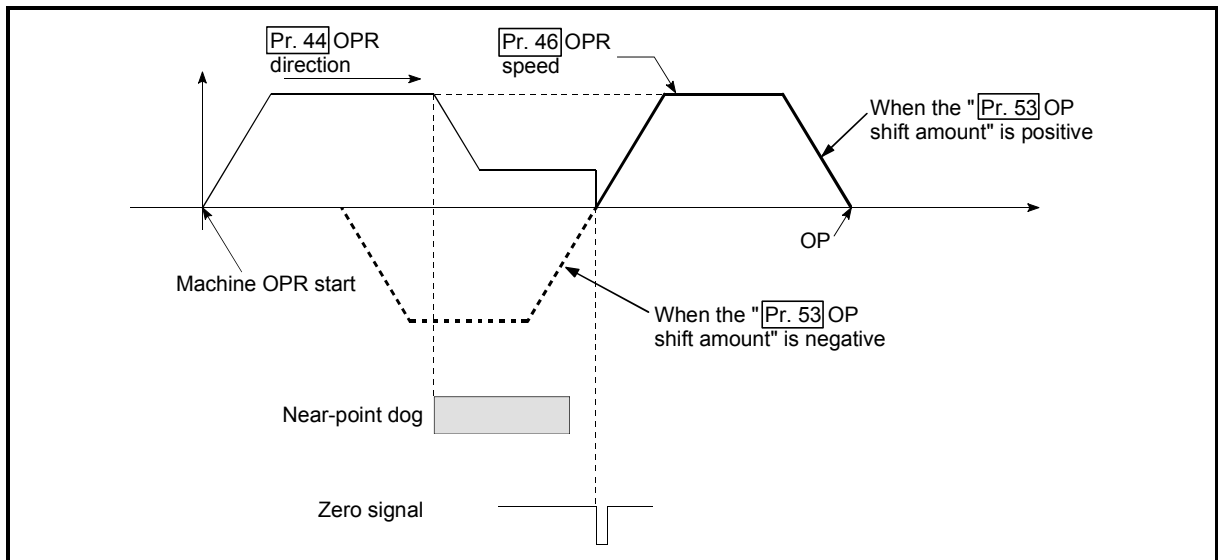 Pr. 44 OPR
direction
Pr. 46 OPR
speed
When the " Pr. 53 OP
shift amount" is positive
OP
Machine OPR start
When the " Pr. 53 OP
shift amount" is negative
Near-point dog
Zero signal